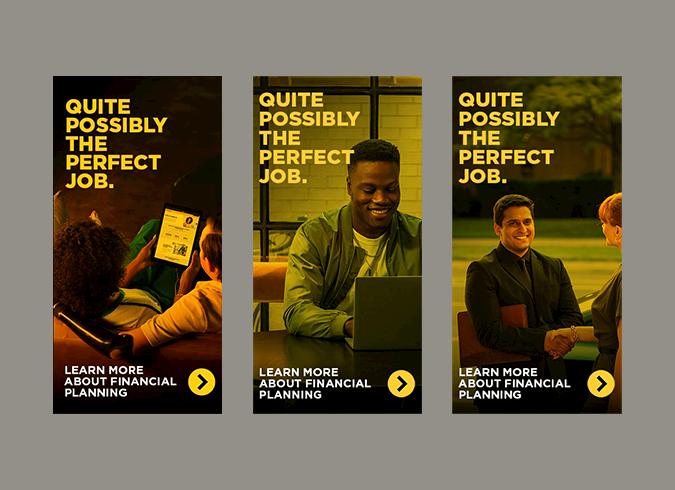 QUITE
POSSIBLY
THE
PERFECT
JOB.
LEARN MORE
ABOUT FINANCIAL
PLANNING
QUITE
POSSIBLY
THE
PERFECT
JOB.
LEARN MORE
ABOUT FINANCIAL
PLANNING
QUITE
POSSIBLY
THE
PERFECT
JOB.
LEARN MORE
ABOUT FINANCIAL
PLANNING